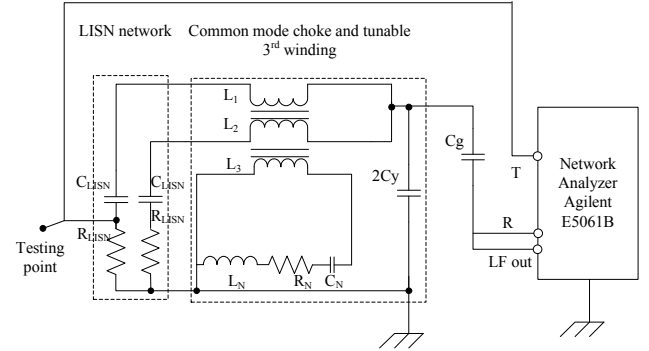 LISN network
Common mode choke and tunable
3rd winding
L1
L2
L3
CLISN
CLISN
RLISN
RLISN
Testing
point
LN
RN
CN
2Cy
Cg
T
R
LF out
Network
Analyzer
Agilent
E5061B